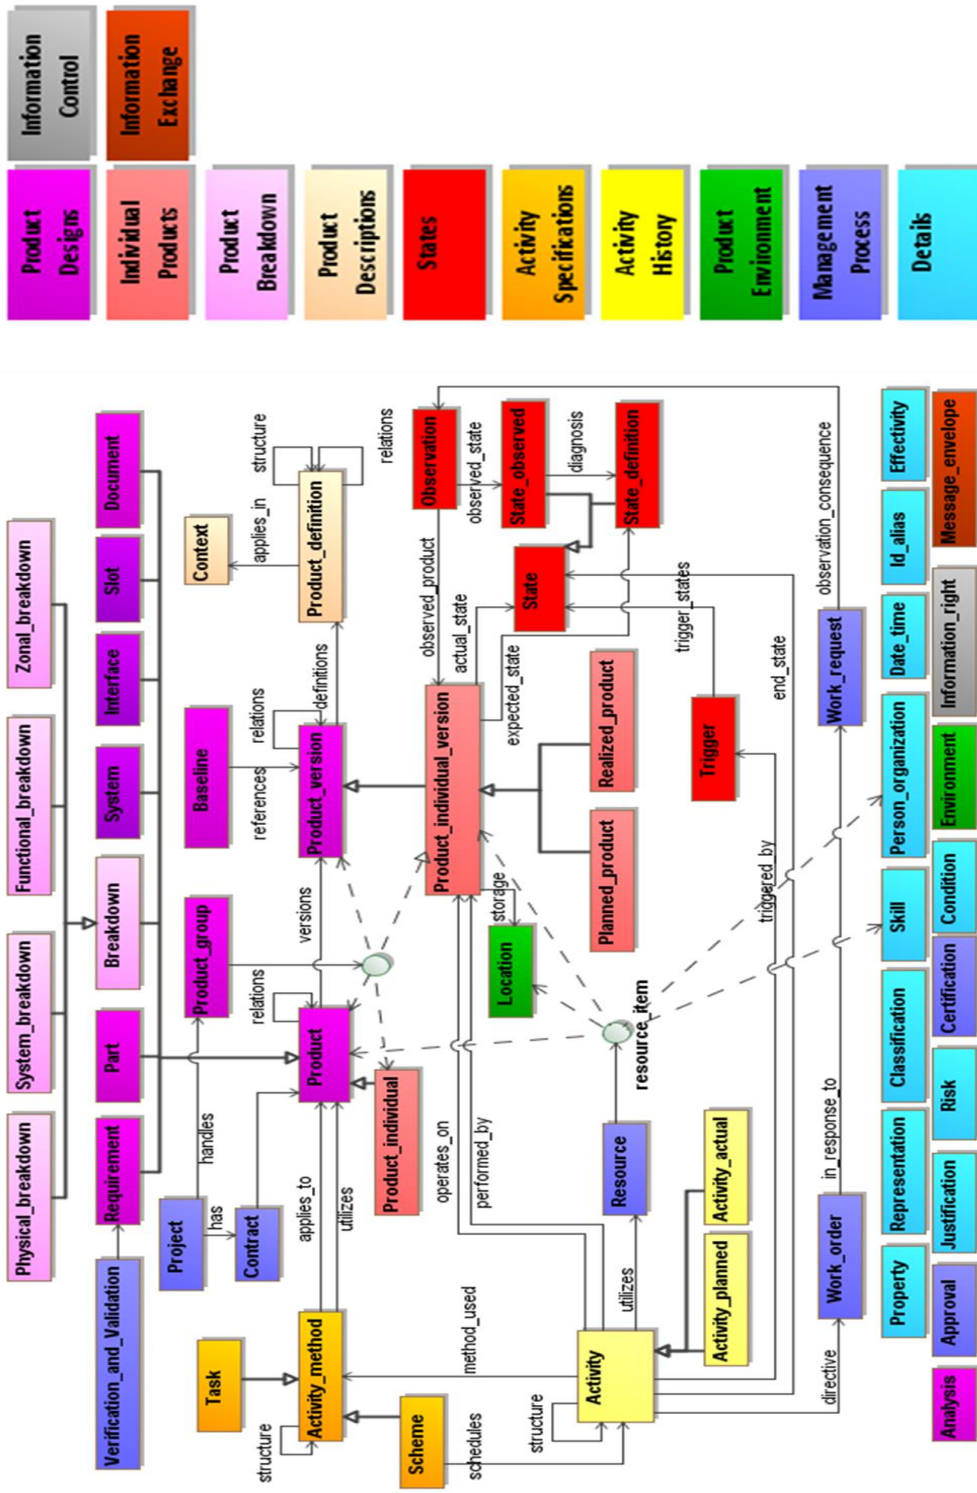 Physical_breakdown
System_breakdown
Functional_breakdown
Zonal_breakdown
Verification_and_Validation
Requirement
Part
Breakdown
System
Interface
Slot
Document
Project
handles
has
Contract
Product_group
Baseline
Context
applies_in
Task
structure
Activity_method
applies_to
utilizes
relations
Product
versions
references
relations
Product_version
definitions
Product_definition
structure
relations
Scheme
schedules
method_used
Product_individual
operates_on
performed_by
Product_individual_version
storage
Location
observed_product
actual_state
expected_state
Observation
observed_state
State_observed
diagnosis
State_definition
State
structure
Activity
utilizes
Resource
resource_item
Planned_product
Realized_product
Activity_planned
Activity_actual
Trigger
triggered_by
trigger_states
end_state
directive
Work_order
in_response_to
Work_request
observation_consequence
Property
Representation
Classification
Skill
Person_organization
Date_time
Id_alias
Effectivity
Analysis
Approval
Justification
Risk
Certification
Condition
Environment
Information_right
Message_envelope
Product
Designs
Information
Control
Individual
Products
Information
Exchange
Product
Breakdown
Product
Descriptions
States
Activity
Specifications
Activity
History
Product
Environment
Management
Process
Details